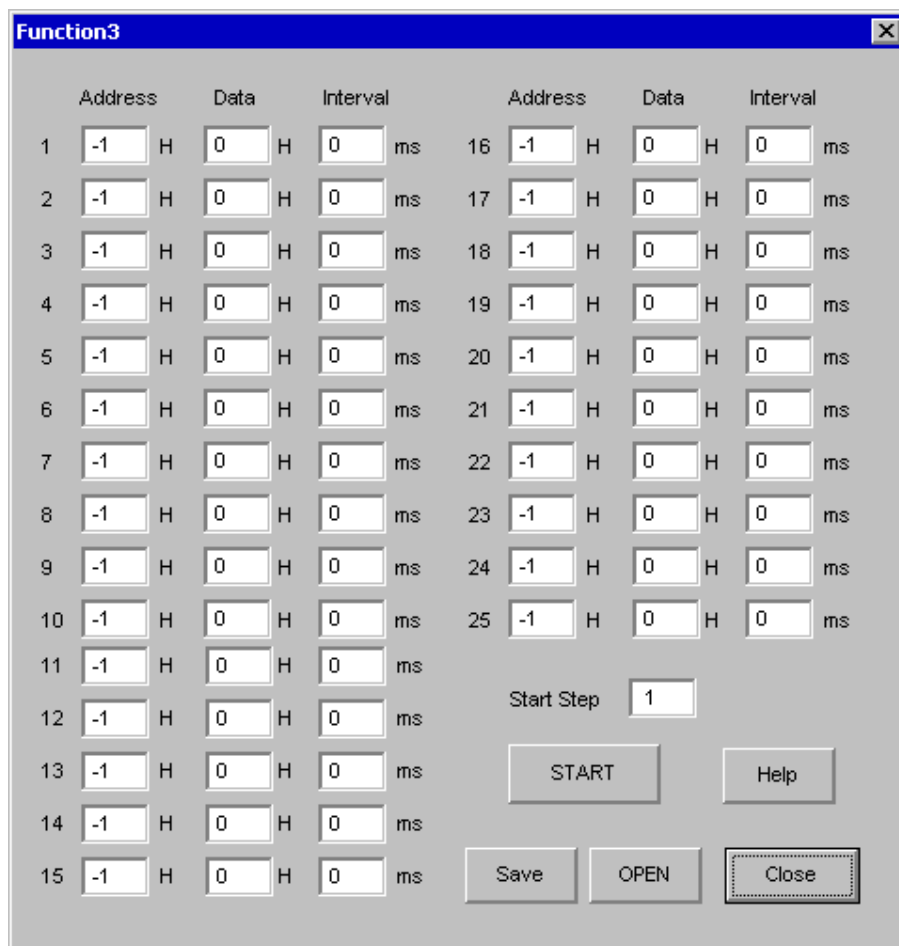 Function3
Address Data Interval Address Data Interval
1 -1 H 0 H 0 ms 16 -1 H 0 H 0 ms
2 -1 H 0 H 0 ms 17 -1 H 0 H 0 ms
3 -1 H 0 H 0 ms 18 -1 H 0 H 0 ms
4 -1 H 0 H 0 ms 19 -1 H 0 H 0 ms
5 -1 H 0 H 0 ms 20 -1 H 0 H 0 ms
6 -1 H 0 H 0 ms 21 -1 H 0 H 0 ms
7 -1 H 0 H 0 ms 22 -1 H 0 H 0 ms
8 -1 H 0 H 0 ms 23 -1 H 0 H 0 ms
9 -1 H 0 H 0 ms 24 -1 H 0 H 0 ms
10 -1 H 0 H 0 ms 25 -1 H 0 H 0 ms
11 -1 H 0 H 0 ms
12 -1 H 0 H 0 ms Start Step 1
13 -1 H 0 H 0 ms START Help
14 -1 H 0 H 0 ms
15 -1 H 0 H 0 ms Save OPEN Close